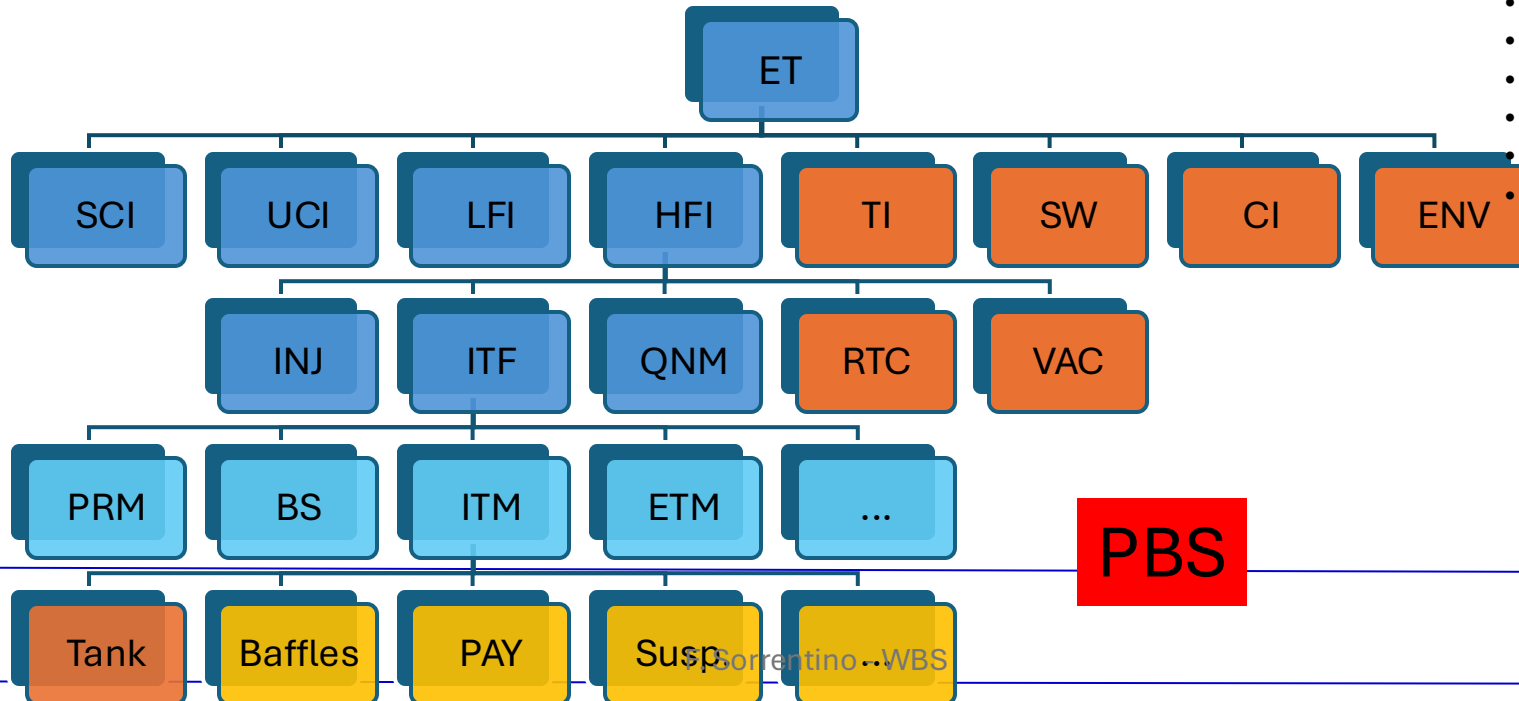 ET
SCI UCI LFI HFI TI SW CI ENV
INJ ITF QNM RTC VAC
PRM BS ITM ETM ...
PBS
Tank Baffles PAY Susp. ...
F. Sorrentino - WBS